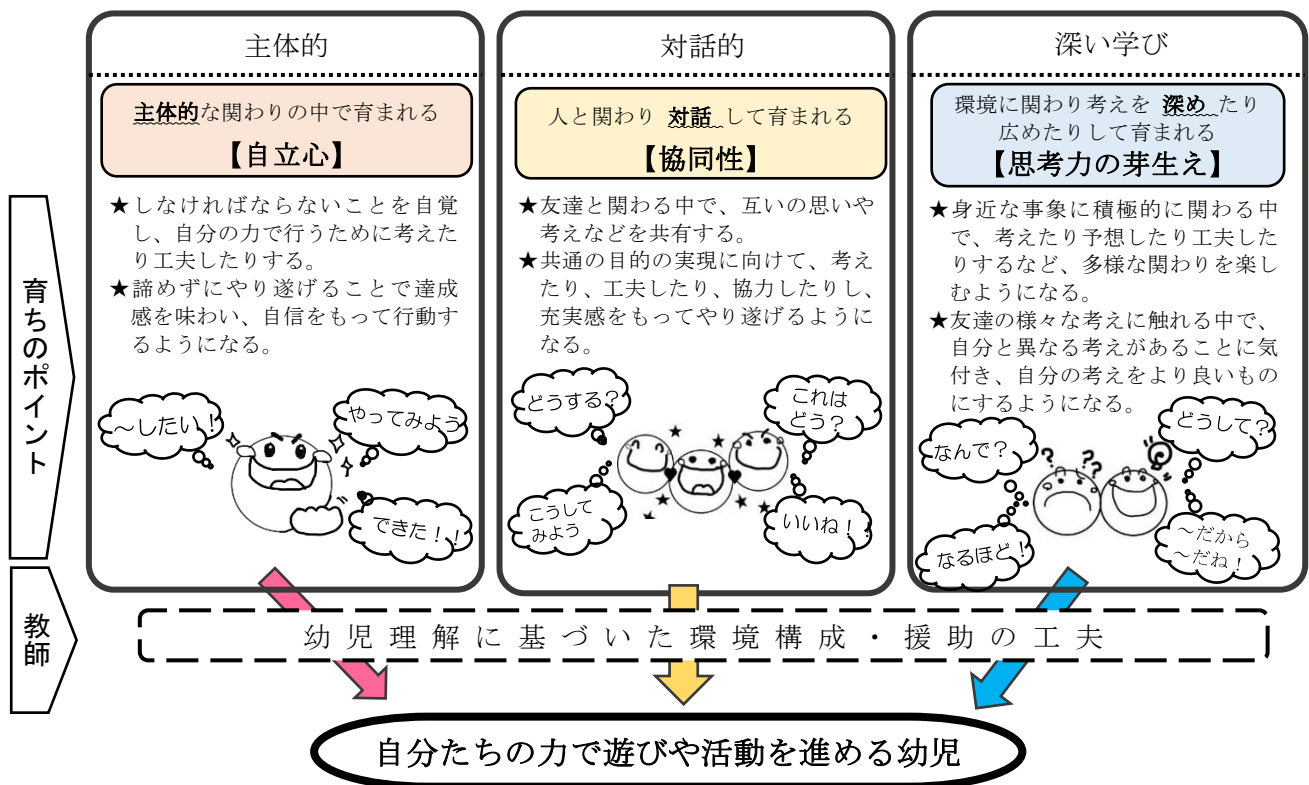 主体的
主体的な関わりの中で育まれる
【自立心】
★しなければならないことを自覚
し、自分の力で行うために考えた
り工夫したりする。
★諦めずにやり遂げることで達成
感を味わい、自信をもって行動す
るようになる。
～したい!
やってみよう
できた!!
対話的
人と関わり 対話 して育まれる
【協同性】
★友達と関わる中で、互いの思いや
考えなどを共有する。
★共通の目的の実現に向けて、考え
たり、工夫したり、協力したりし、
充実感をもってやり遂げるように
なる。
どうする?
これは
どう?
こうして
みよう
いいね!
深い学び
環境に関わり考えを 深め たり
広めたりして育まれる
【思考力の芽生え】
★身近な事象に積極的に関わる中
で、考えたり予想したり工夫した
りするなど、多様な関わりを楽し
むようになる。
★友達の様々な考えに触れる中で、
自分と異なる考えがあることに気
付き、自分の考えをより良いもの
にするようになる。
なんで?
どうして?
???
なるほど!
～だから
～だね!
育ちのポイント
教師
幼児理解に基づいた環境構成・援助の工夫
自分たちの力で遊びや活動を進める幼児